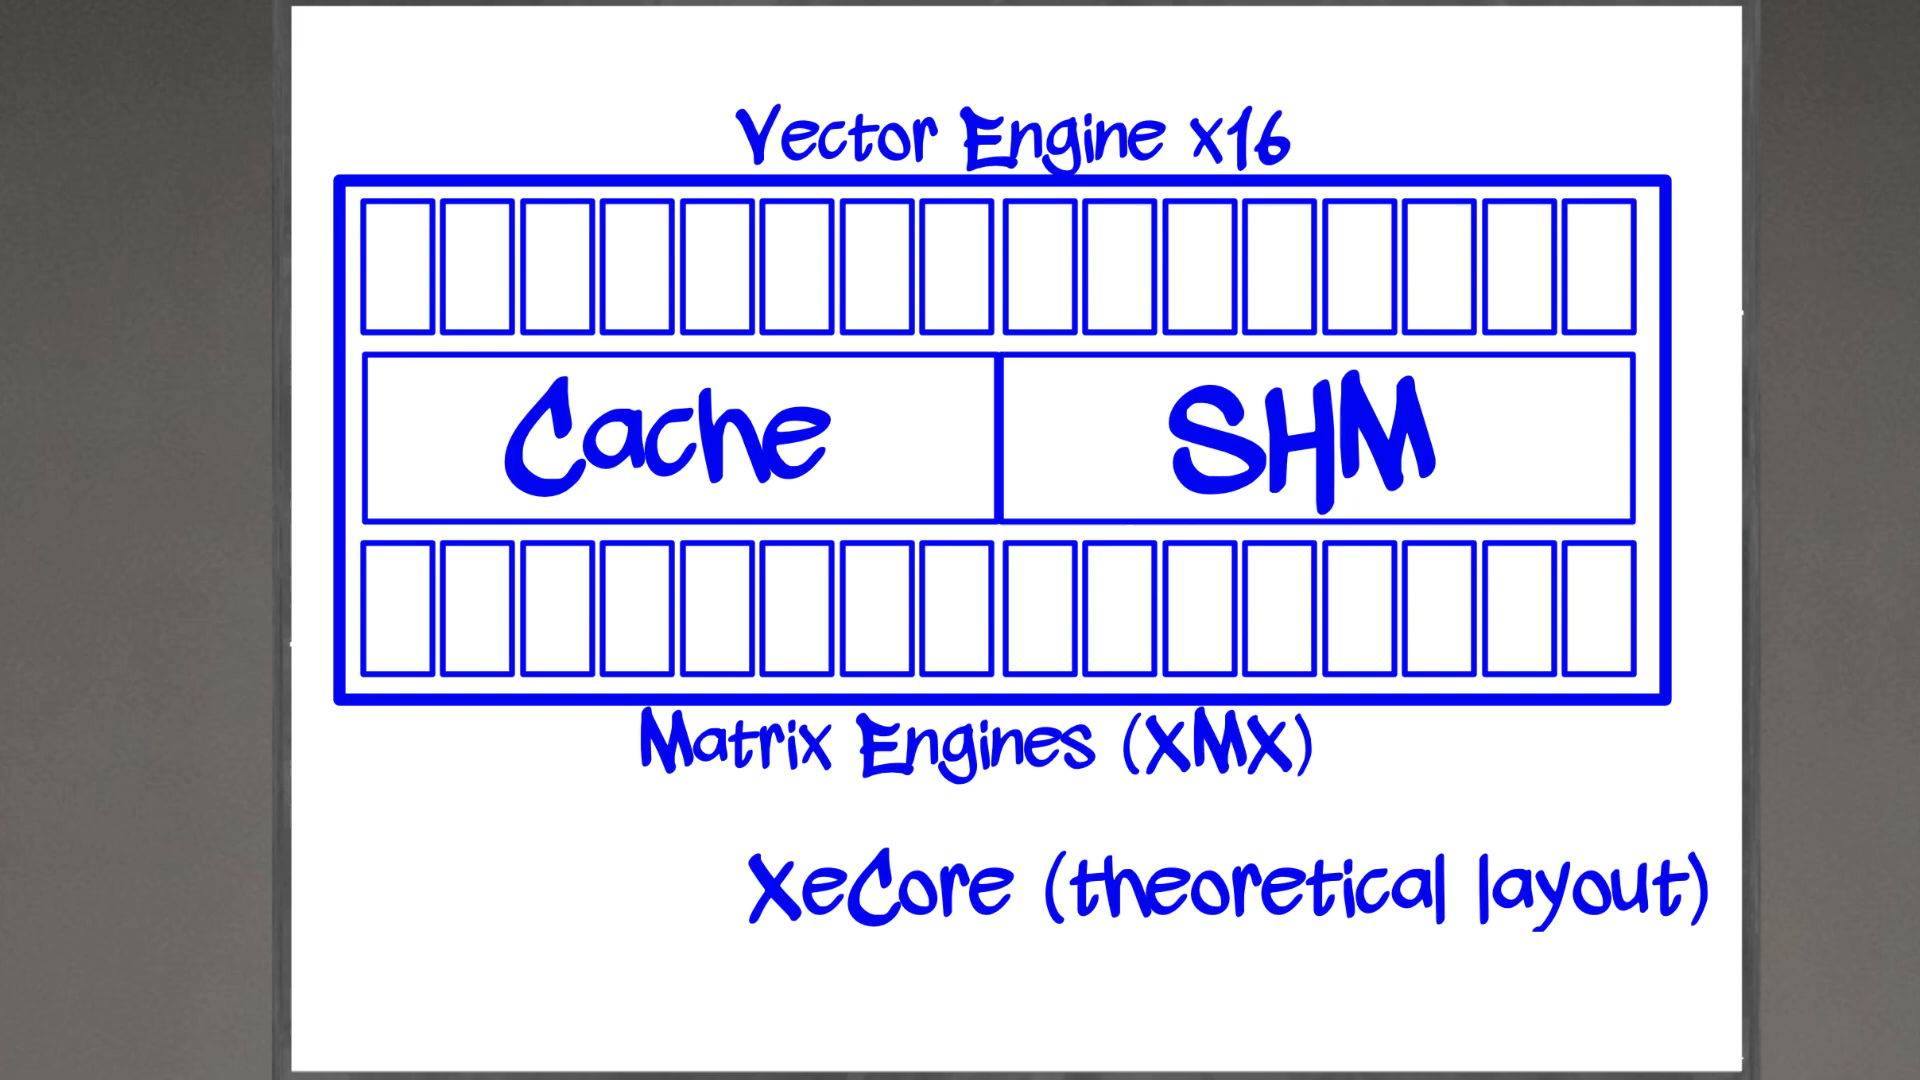 Vector Engine x16
Cache
SHM
Matrix Engines (XMX)
XeCore (theoretical layout)